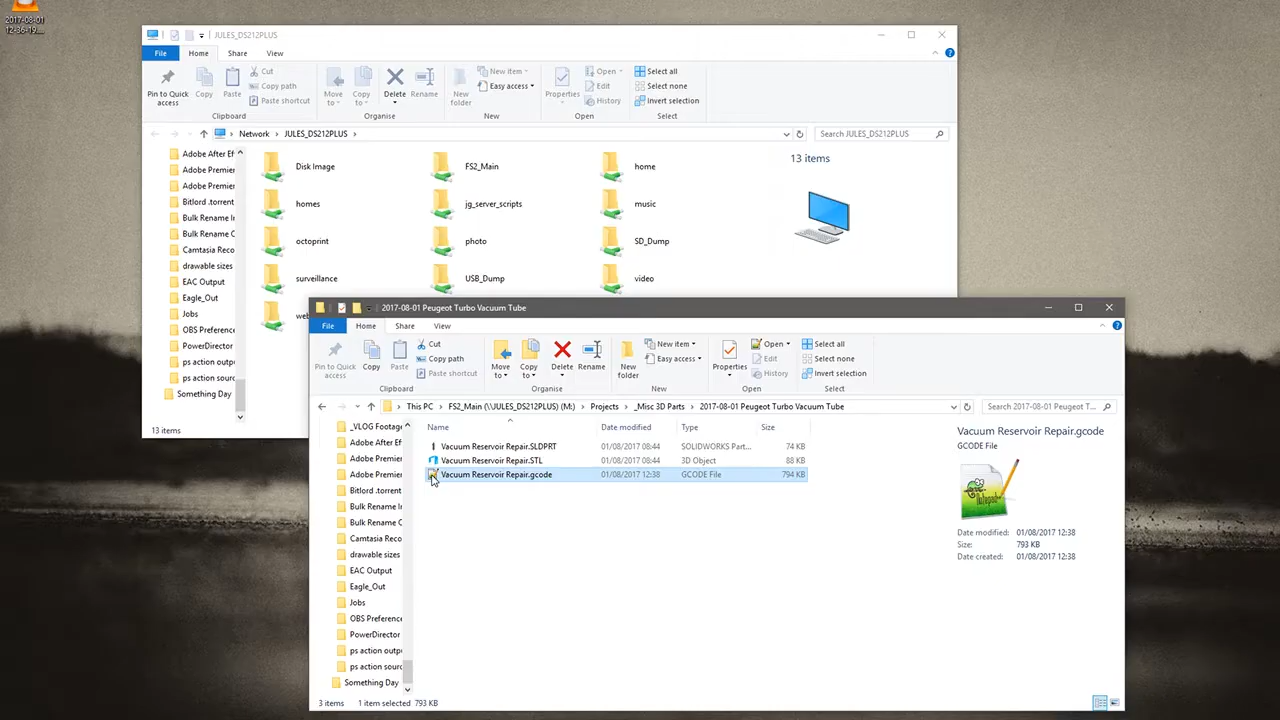 2017-08-01
12-36-19....
JULES_DS212PLUS
File Home Share View
Pin to Quick access
Copy
Paste
Cut
Copy path
Paste shortcut
Move to
Copy to
Delete
Rename
New folder
New item
Easy access
Properties
Open
Edit
History
Select all
Select none
Invert selection
Clipboard Organise New Open Select
Network JULES_DS212PLUS
Search JULES_DS212PLUS
Adobe After Ef
Adobe Premier
Adobe Premier
Bitlord .torrent
Bulk Rename In
Bulk Rename O
Camtasia Reco
drawable sizes
EAC Output
Eagle_Out
Jobs
OBS Preference
PowerDirector
ps action outpu
ps action sourc
Something Day
Disk Image FS2_Main home
homes jg_server_scripts music
octoprint photo SD_Dump
surveillance USB_Dump video
we
13 items
13 items
2017-08-01 Peugeot Turbo Vacuum Tube
File Home Share View
Pin to Quick access
Copy
Paste
Cut
Copy path
Paste shortcut
Move to
Copy to
Delete
Rename
New folder
New item
Easy access
Properties
Open
Edit
History
Select all
Select none
Invert selection
Clipboard Organise New Open Select
This PC FS2_Main (\\JULES_DS212PLUS) (M:) Projects _Misc 3D Parts 2017-08-01 Peugeot Turbo Vacuum Tube
Search 2017-08-01 Peugeot T...
_VLOG Footage
Adobe After Ef
Adobe Premier
Adobe Premier
Bitlord .torrent
Bulk Rename In
Bulk Rename O
Camtasia Reco
drawable sizes
EAC Output
Eagle_Out
Jobs
OBS Preference
PowerDirector
ps action outpu
ps action sourc
Something Day
Name Date modified Type Size
Vacuum Reservoir Repair.SLDPRT 01/08/2017 08:44 SOLIDWORKS Part... 74 KB
Vacuum Reservoir Repair.STL 01/08/2017 08:44 3D Object 88 KB
Vacuum Reservoir Repair.gcode 01/08/2017 12:38 GCODE File 794 KB
Vacuum Reservoir Repair.gcode
GCODE File
Date modified: 01/08/2017 12:38
Size: 793 KB
Date created: 01/08/2017 12:38
3 items 1 item selected 793 KB